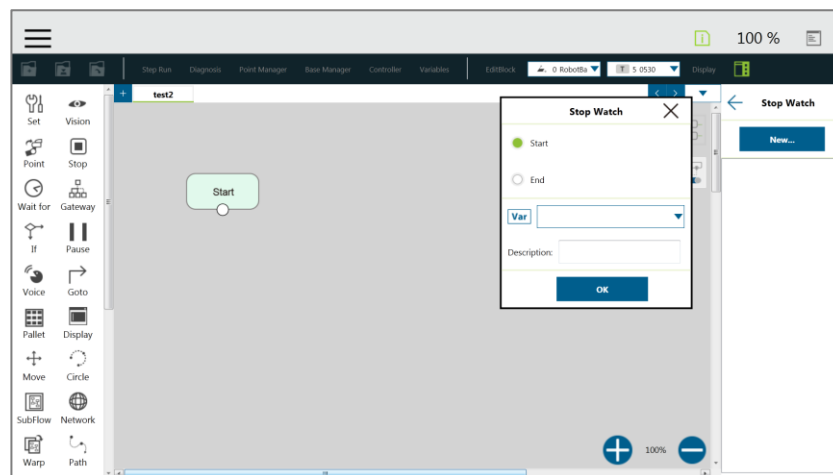 100 %
Step Run Diagnosis Point Manager Base Manager Controller Variables EditBlock 0 RobotBa T 5 0530 Display
+ test2
Stop Watch
New...
Stop Watch
Start
End
Var
Description:
OK
Start
Set Vision
Point Stop
Wait for Gateway
If Pause
Voice Goto
Pallet Display
Move Circle
SubFlow Network
Warp Path
100%